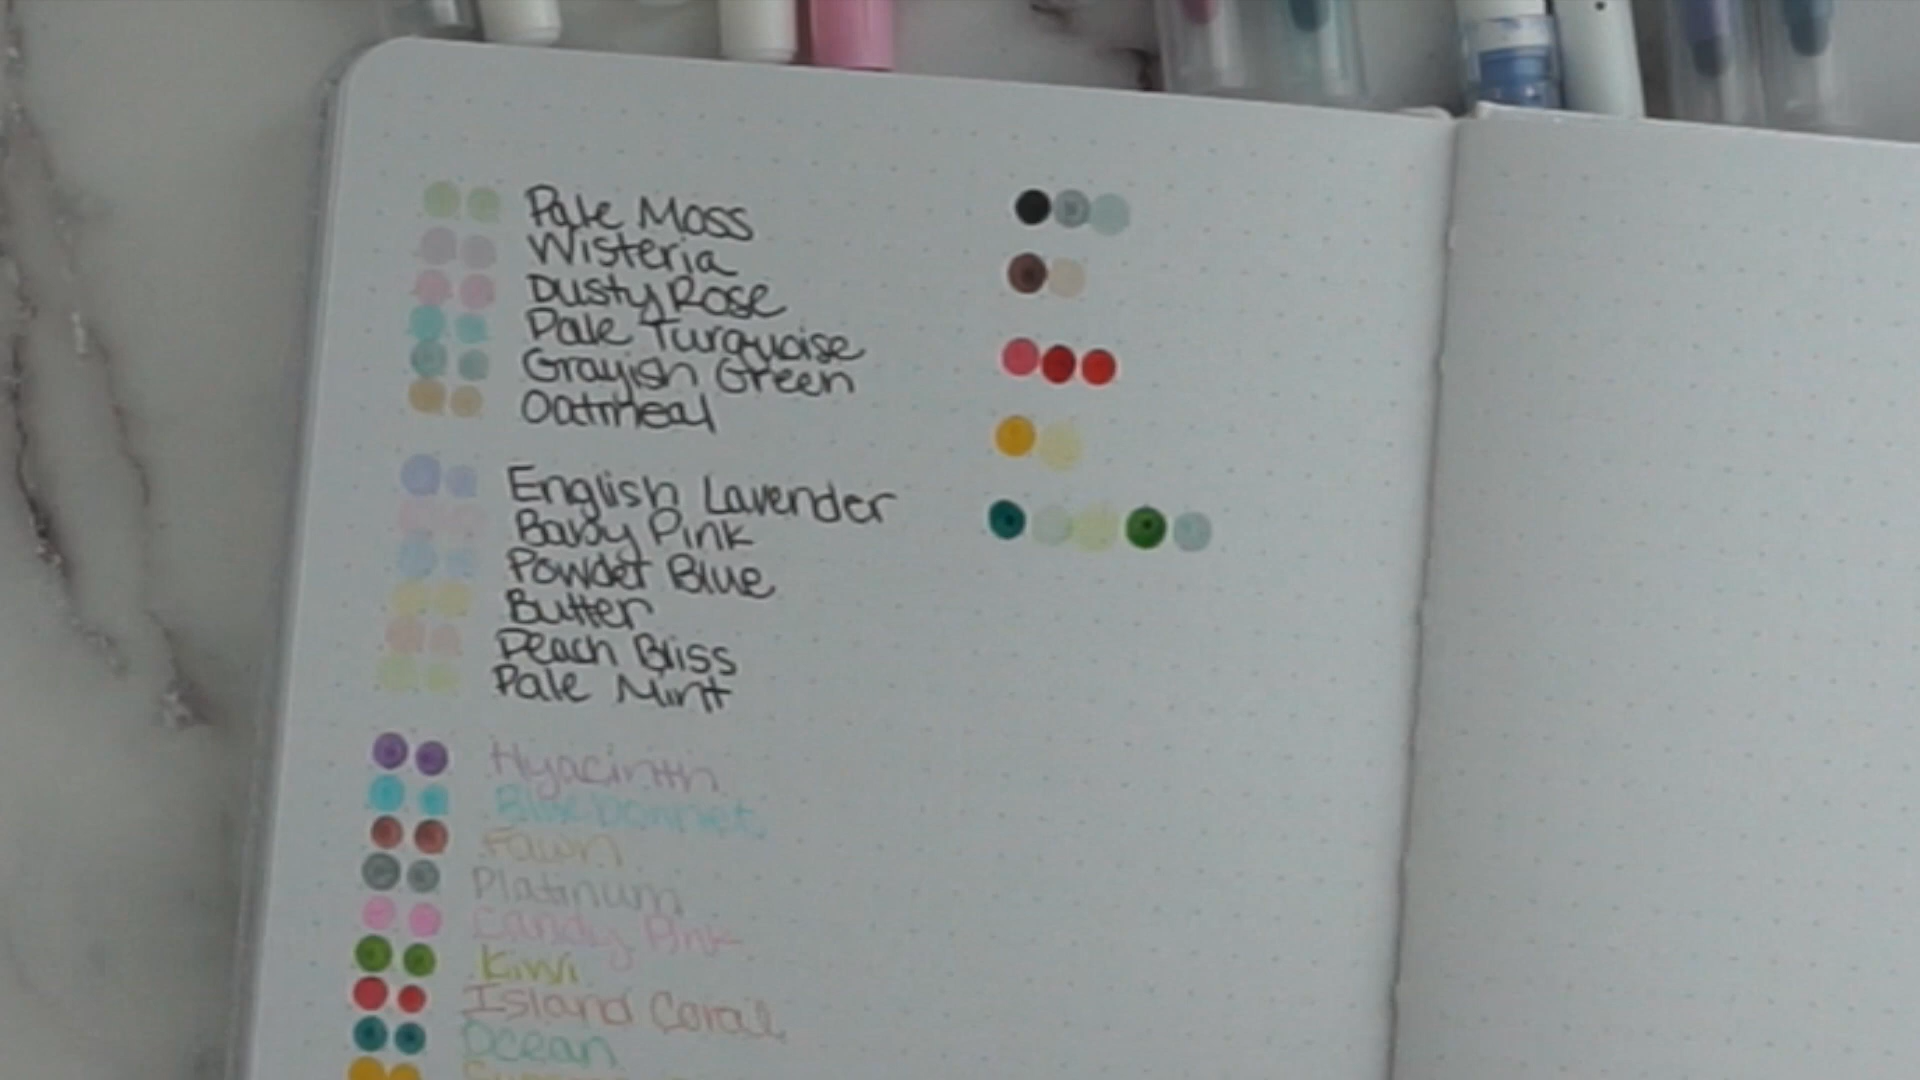 Pale Moss
Wisteria
Dusty Rose
Pale Turquoise
Grayish Green
Oatmeal
English Lavender
Baby Pink
Powder Blue
Butter
Peach Bliss
Pale Mint
Hyacinth
Blue Bonnet
Fawn
Platinum
Candy Pink
Kiwi
Island Coral
Ocean